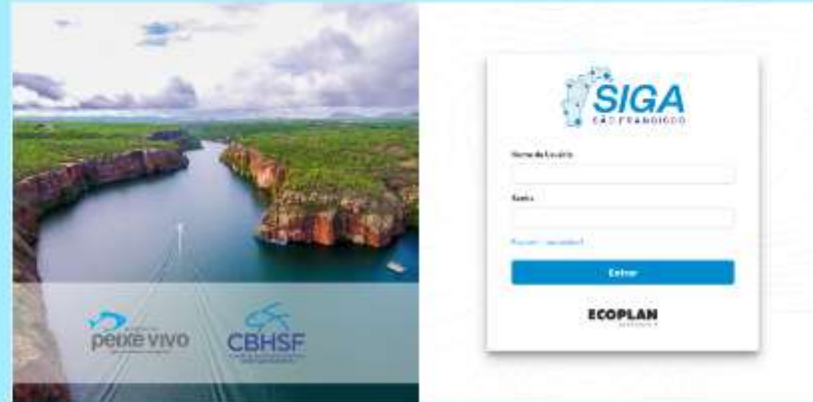 SIGA
SÃO FRANCISCO
Nome de Usuário
Senha
Entrar
ECOPLAN
peixe vivo
CBHSF